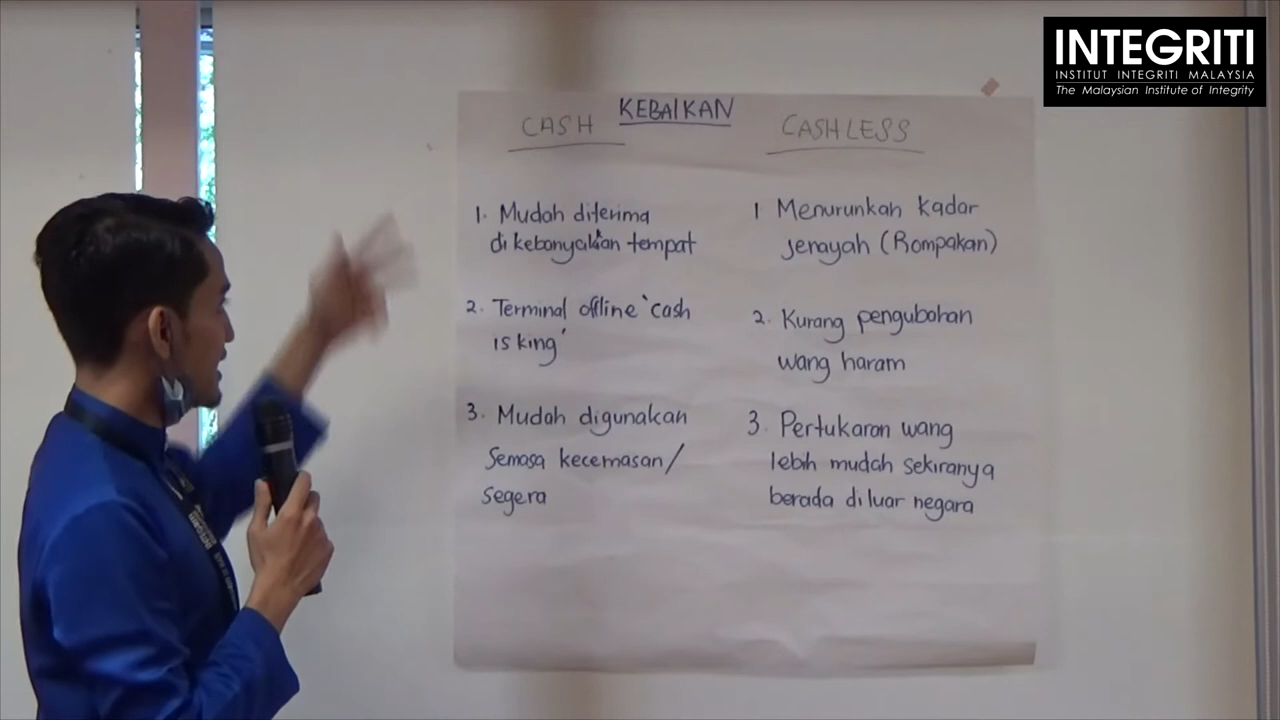 INTEGRITI
INSTITUT INTEGRITI MALAYSIA
The Malaysian Institute of Integrity
KEBAIKAN
CASH
1. Mudah diterima
di kebanyakan tempat
2. Terminal offline 'cash
is king'
3. Mudah digunakan
semasa kecemasan/
segera
CASHLESS
1 Menurunkan kadar
jenayah (Rompakan)
2. Kurang pengubahan
wang haram
3. Pertukaran wang
lebih mudah sekiranya
berada diluar negara